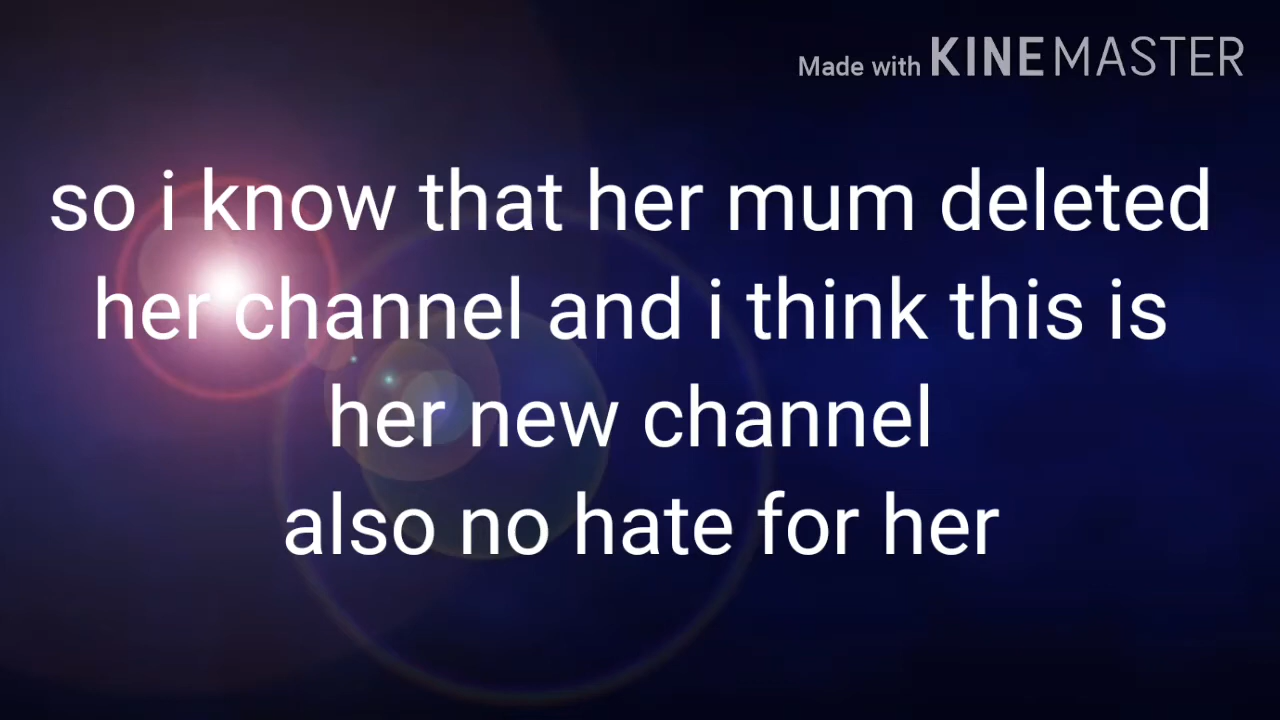 Made with KINEMASTER
so i know that her mum deleted
her channel and i think this is
her new channel
also no hate for her